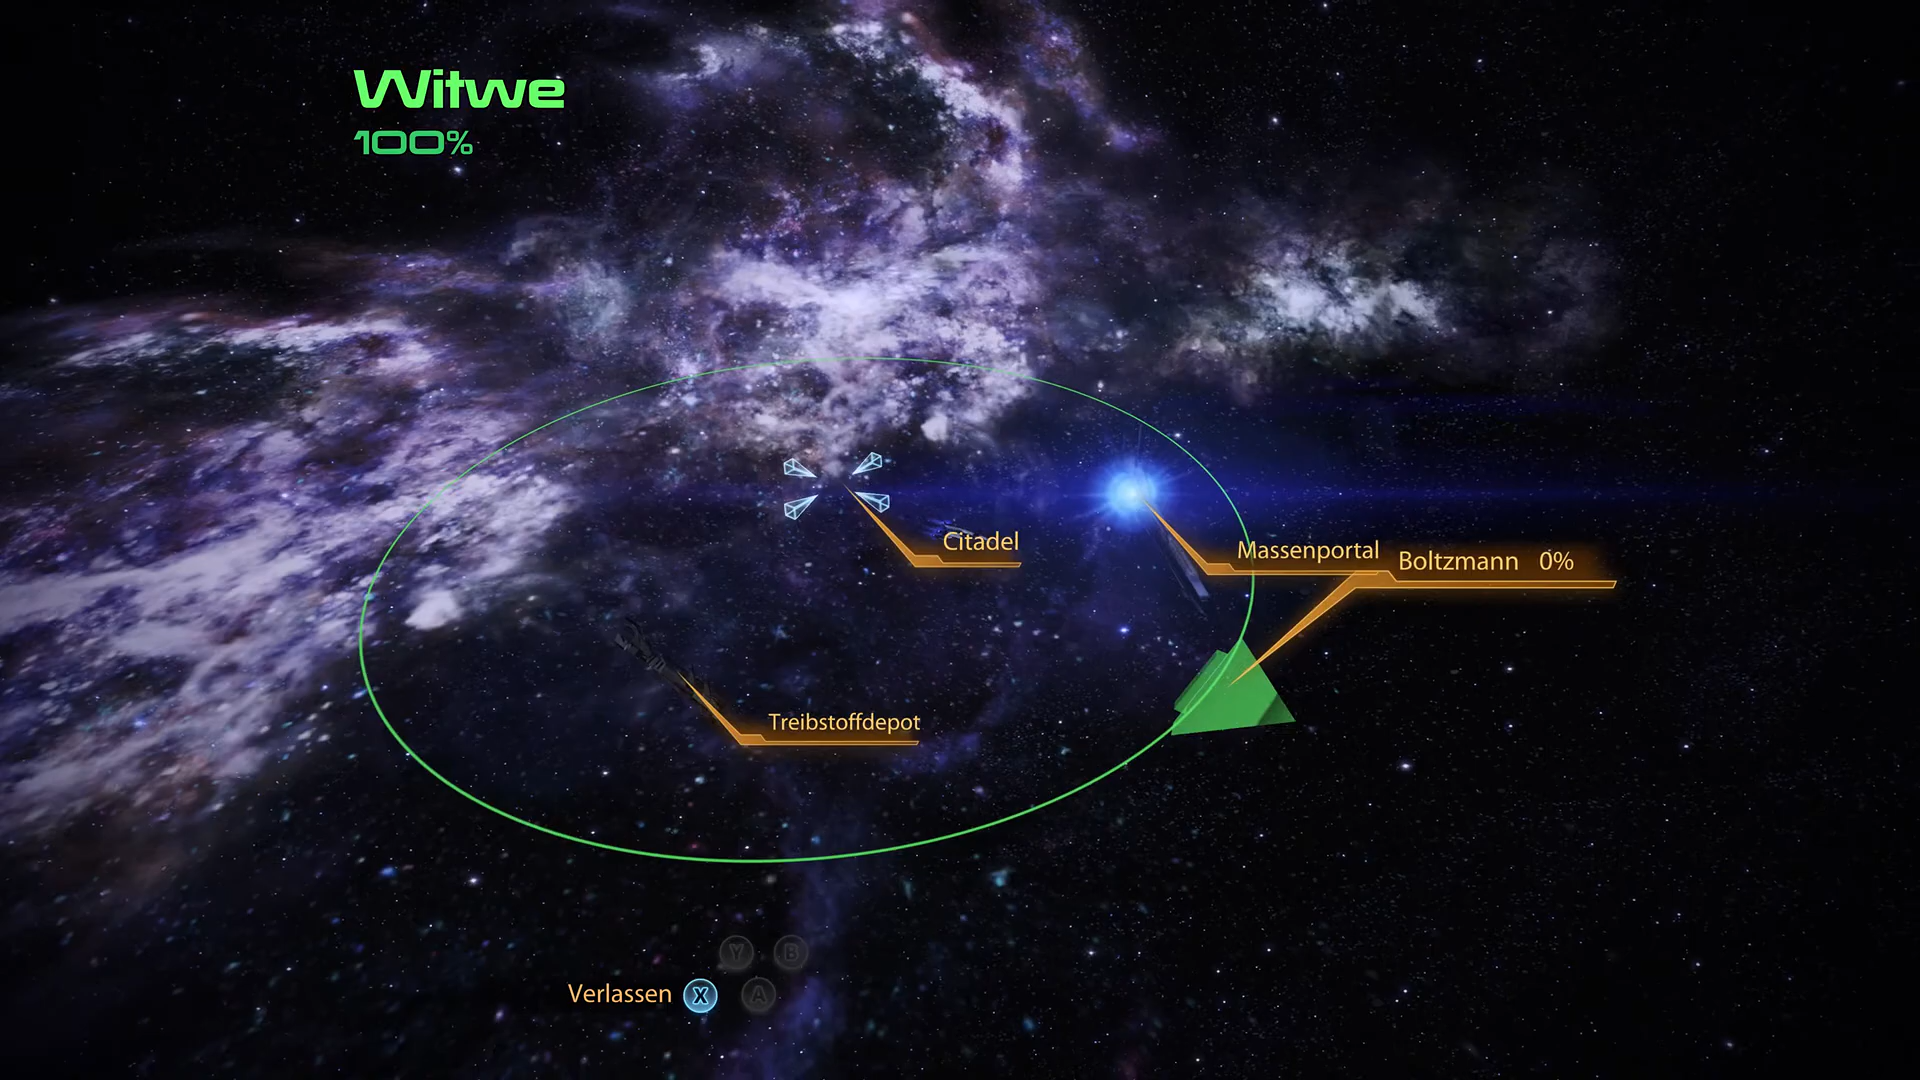 Witwe
100%
Citadel
Massenportal
Boltzmann 0%
Treibstoffdepot
Y B
Verlassen X A